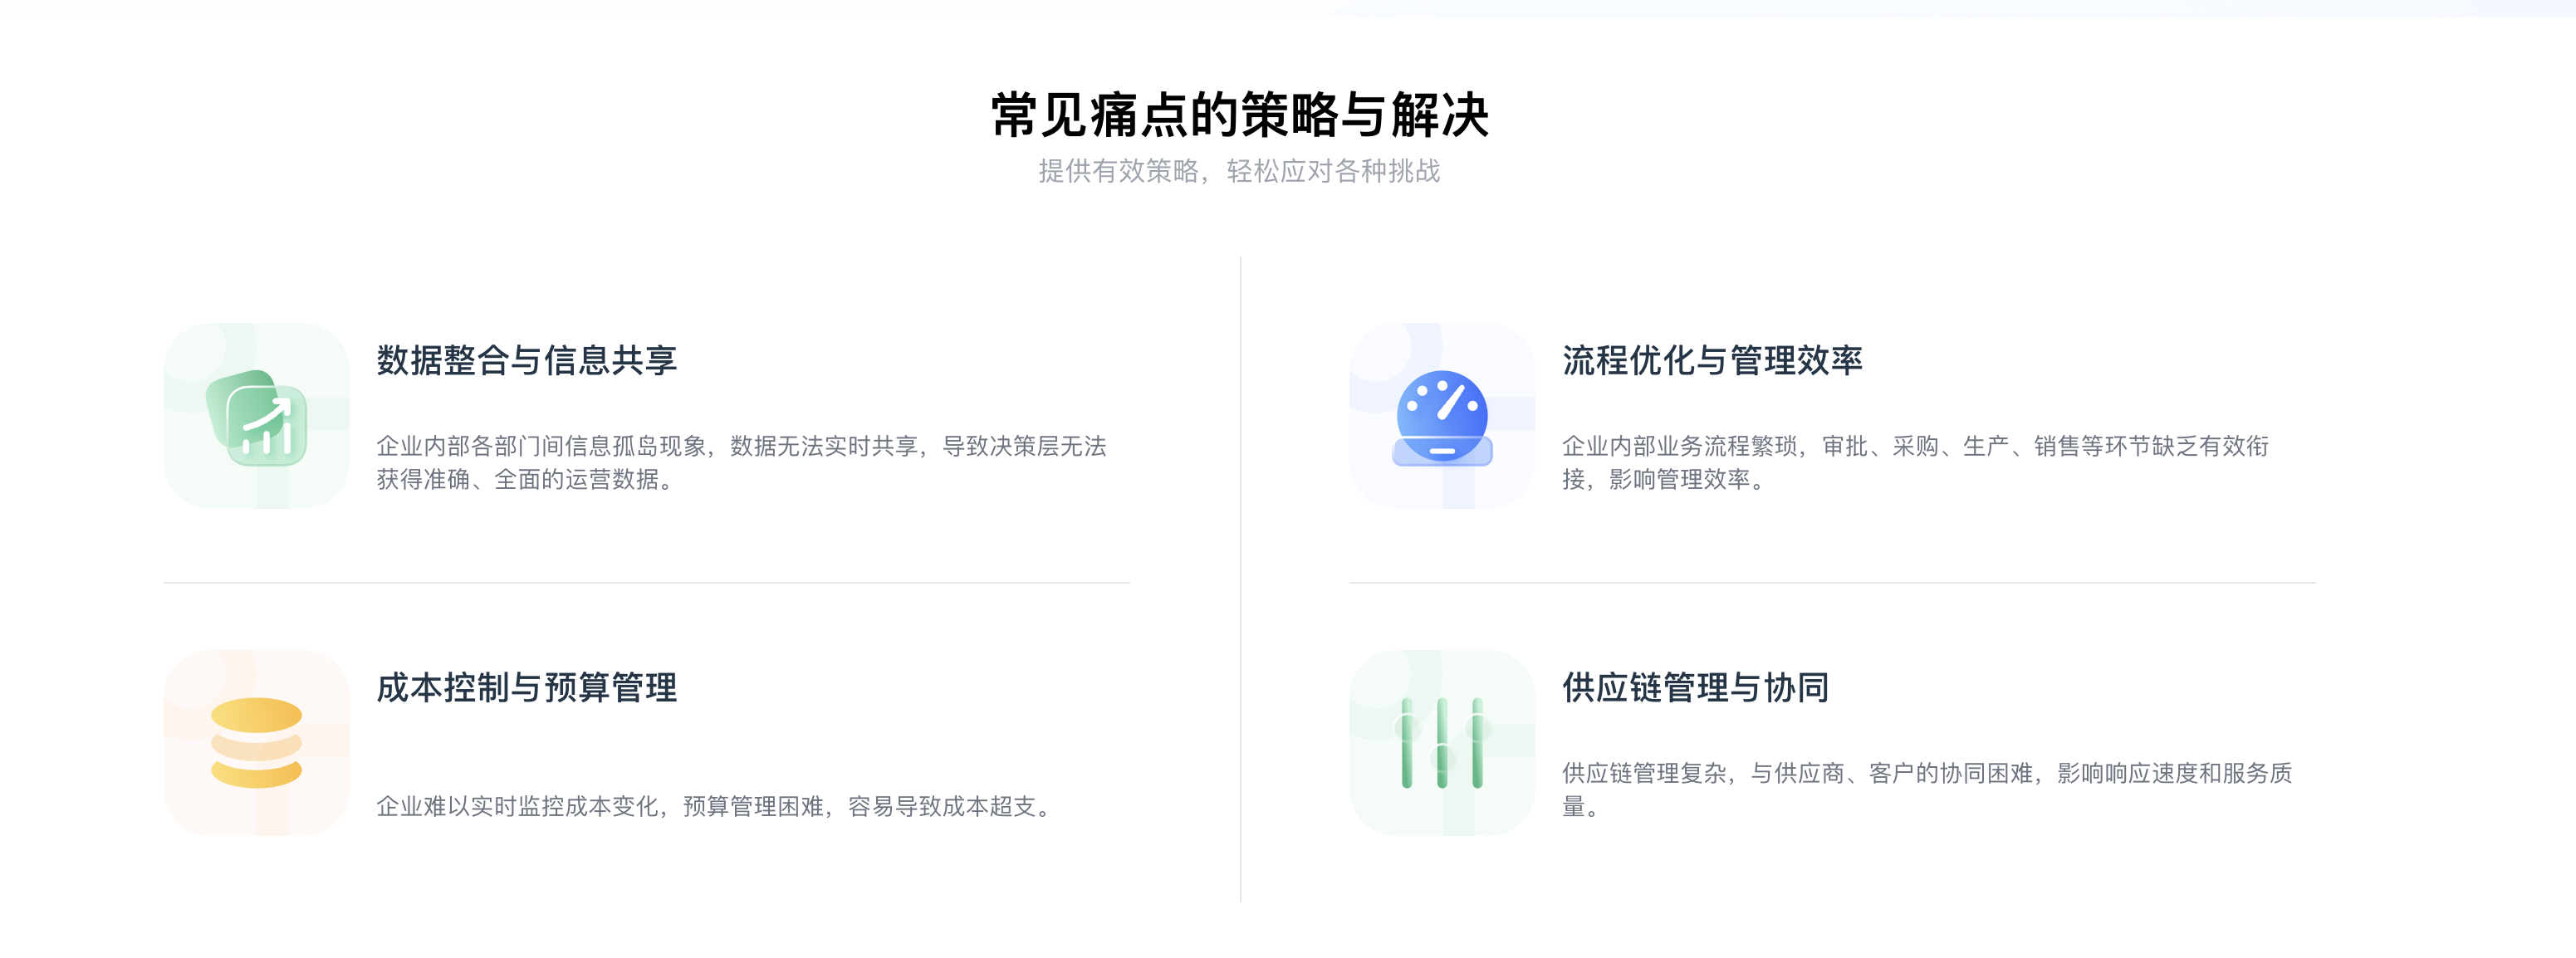 常见痛点的策略与解决
提供有效策略，轻松应对各种挑战
数据整合与信息共享
企业内部各部门间信息孤岛现象，数据无法实时共享，导致决策层无法
获得准确、全面的运营数据。
流程优化与管理效率
企业内部业务流程繁琐，审批、采购、生产、销售等环节缺乏有效衔
接，影响管理效率。
成本控制与预算管理
企业难以实时监控成本变化，预算管理困难，容易导致成本超支。
供应链管理与协同
供应链管理复杂，与供应商、客户的协同困难，影响响应速度和服务质
量。